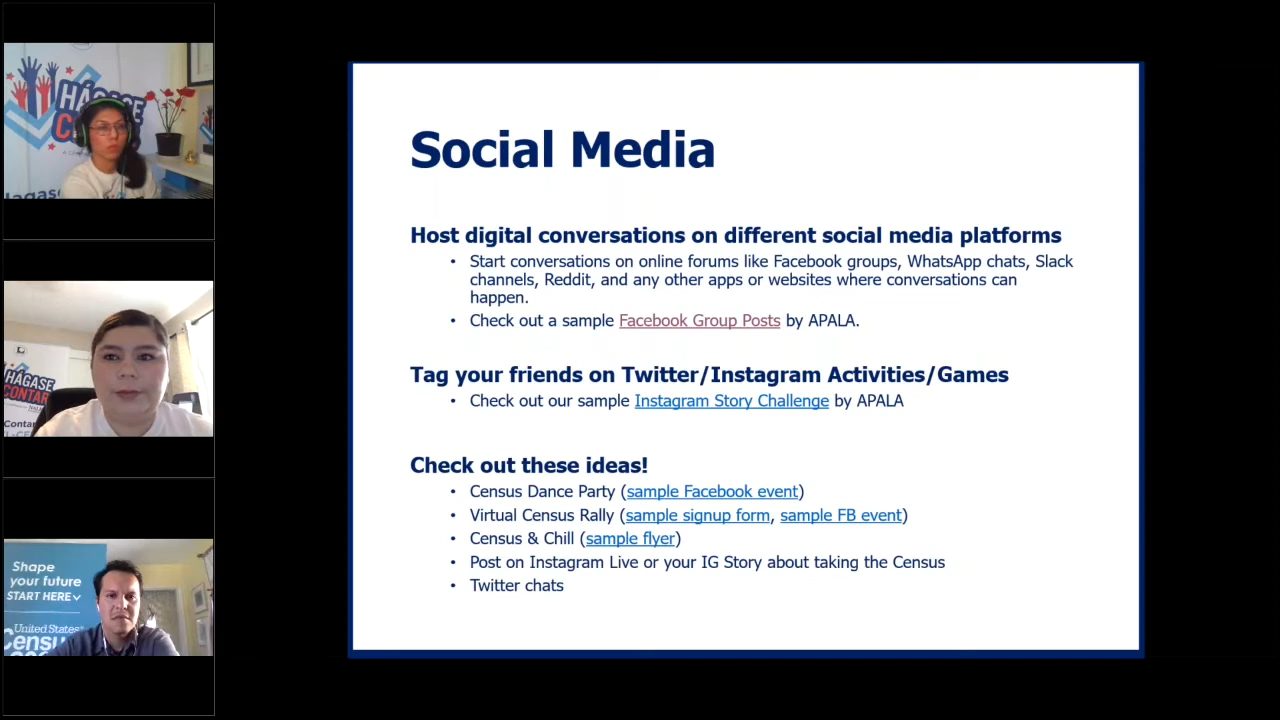 HÁGASE
CONTAR
HÁGASE
CONTAR
Contar
Shape
your future
START HERE
United States
Census
Social Media
Host digital conversations on different social media platforms
• Start conversations on online forums like Facebook groups, WhatsApp chats, Slack
channels, Reddit, and any other apps or websites where conversations can
happen.
• Check out a sample Facebook Group Posts by APALA.
Tag your friends on Twitter/Instagram Activities/Games
• Check out our sample Instagram Story Challenge by APALA
Check out these ideas!
• Census Dance Party (sample Facebook event)
• Virtual Census Rally (sample signup form, sample FB event)
• Census & Chill (sample flyer)
• Post on Instagram Live or your IG Story about taking the Census
• Twitter chats